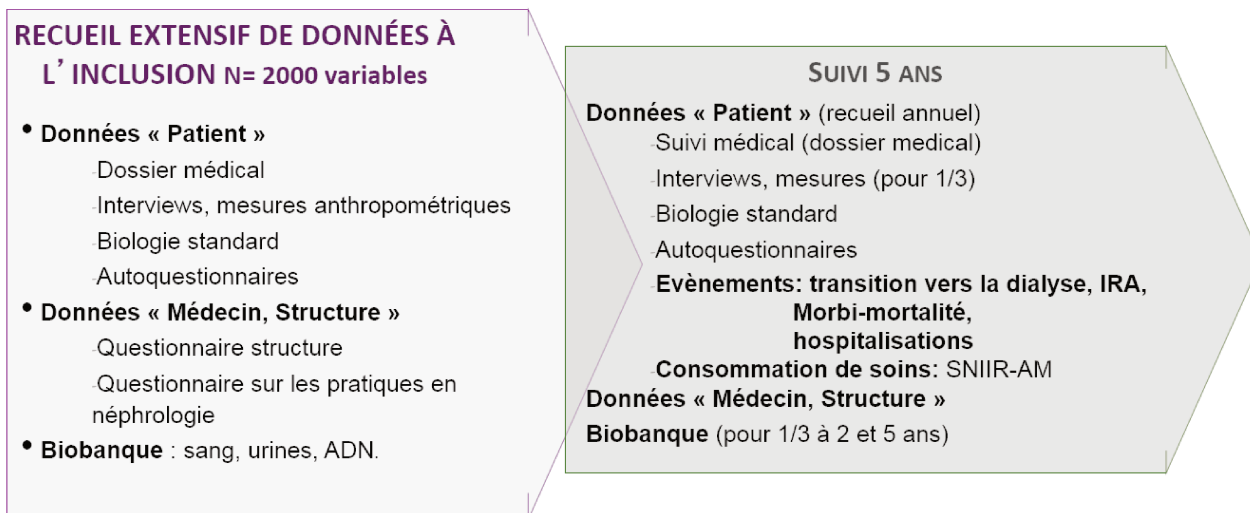 RECUEIL EXTENSIF DE DONNÉES À
L' INCLUSION N= 2000 variables
• Données « Patient »
-Dossier médical
-Interviews, mesures anthropométriques
-Biologie standard
-Autoquestionnaires
• Données « Médecin, Structure »
-Questionnaire structure
-Questionnaire sur les pratiques en
néphrologie
• Biobanque : sang, urines, ADN.
SUIVI 5 ANS
Données « Patient » (recueil annuel)
-Suivi médical (dossier medical)
-Interviews, mesures (pour 1/3)
-Biologie standard
-Autoquestionnaires
-Evènements: transition vers la dialyse, IRA,
Morbi-mortalité,
hospitalisations
-Consommation de soins: SNIIR-AM
Données « Médecin, Structure »
Biobanque (pour 1/3 à 2 et 5 ans)